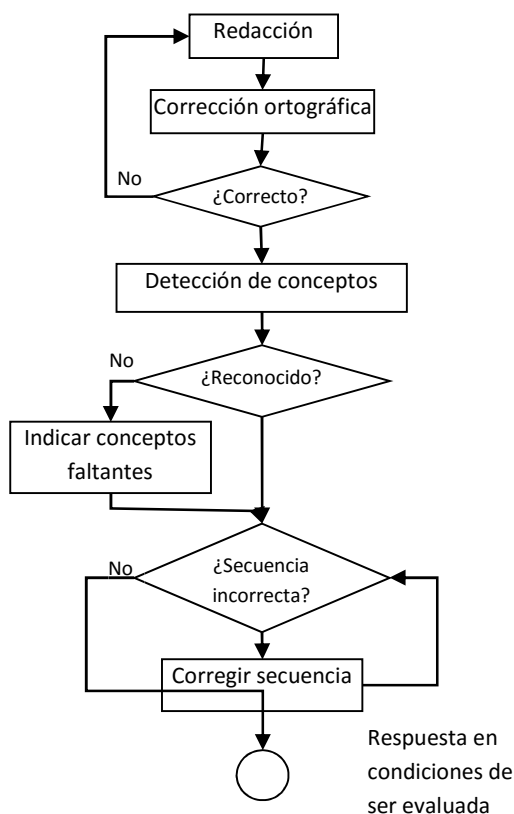 Redacción
Corrección ortográfica
No
¿Correcto?
Detección de conceptos
No
¿Reconocido?
Indicar conceptos
faltantes
No
¿Secuencia
incorrecta?
Corregir secuencia
Respuesta en
condiciones de
ser evaluada